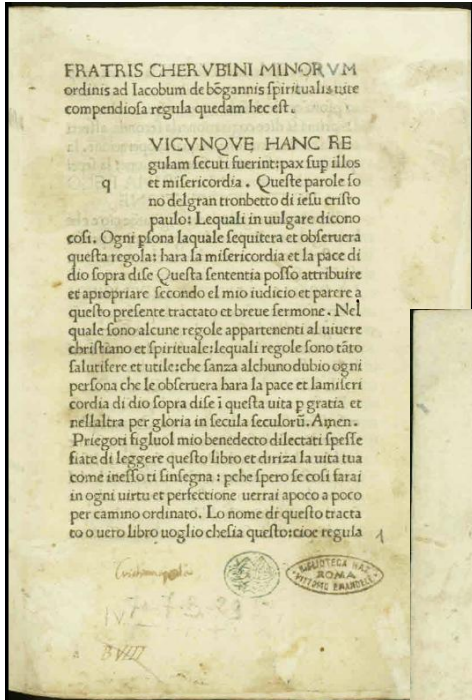 FRATRIS CHERVBINI MINORVM
ordinis ad Iacobum de bōgannis spiritualis uite
compendiosa regula quedam hec est.
VICVNQVE HANC RE
gulam secuti fuerint: pax sup illos
q
et misericordia. Queste parole so
no delgran tronbetto di iesu cristo
paulo: Lequali in uulgare dicono
cosi. Ogni psona laquale sequitera et obseruera
questa regola: hara la misericordia et la pace di
dio sopra dise Questa sententia posso attribuire
et apropriare secondo el mio iudicio et parere a
questo presente tractato et breue sermone. Nel
quale sono alcune regole appartenenti al uiuere
christiano et spirituale: lequali regole sono tāto
salutifere et utile: che sanza alchuno dubio ogni
persona che le obseruera hara la pace et lamiseri
cordia di dio sopra dise ī questa uita p gratia et
nellaltra per gloria in secula seculorū. Amen.
Priegoti figluol mio benedecto dilectati spesse
fiate di leggere questo libro et diriza la uita tua
come inesso ti sinsegna: pche spero se cosi farai
in ogni uirtu et perfectione uerrai apoco a poco
per camino ordinato. Lo nome di questo tracta
to o uero libro uoglio chesia questo: cioe regula
1
BIBLIOTECA NAZ
ROMA
VITTORIO EMANUELE
B VIII